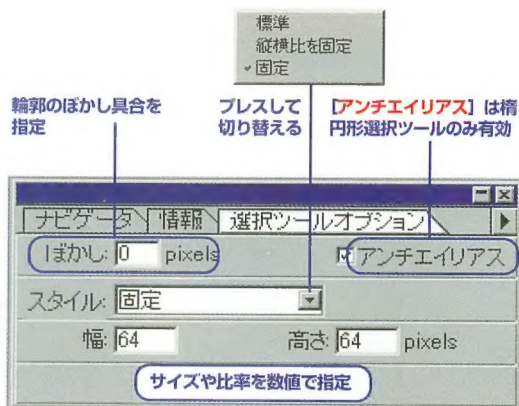 標準
縦横比を固定
✓固定
輪郭のぼかし具合を
指定
プレスして
切り替える
【アンチエイリアス】は楕
円形選択ツールのみ有効
ナビゲータ 情報 選択ツールオプション
ぼかし: 0 pixels アンチエイリアス
スタイル: 固定
幅: 64 高さ: 64 pixels
サイズや比率を数値で指定